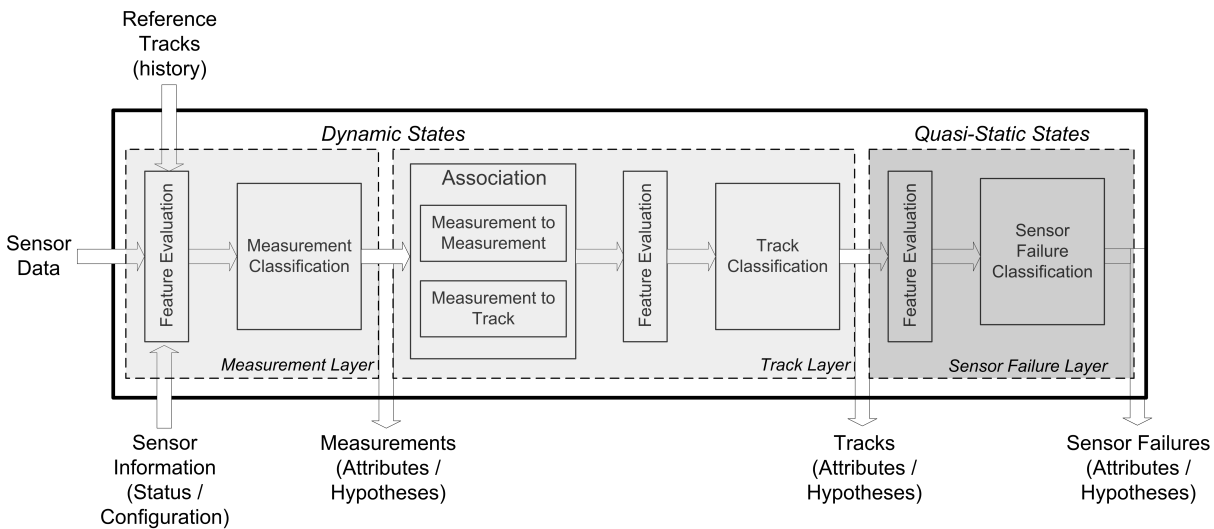 Reference
Tracks
(history)
Dynamic States
Quasi-Static States
Sensor
Data
Feature Evaluation
Measurement
Classification
Measurement Layer
Association
Measurement to
Measurement
Measurement to
Track
Feature Evaluation
Track
Classification
Track Layer
Feature Evaluation
Sensor
Failure
Classification
Sensor Failure Layer
Sensor
Information
(Status /
Configuration)
Measurements
(Attributes /
Hypotheses)
Tracks
(Attributes /
Hypotheses)
Sensor Failures
(Attributes /
Hypotheses)